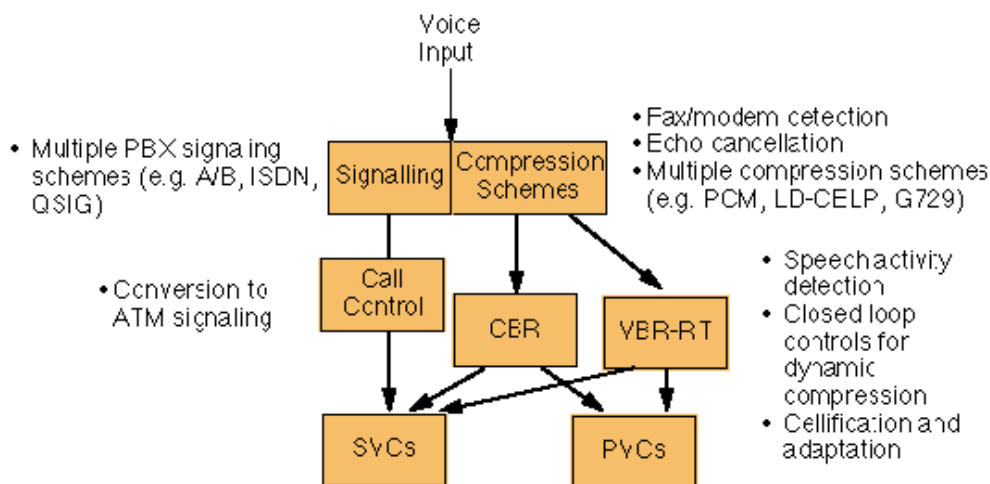 Voice
Input
• Multiple PBX signaling
schemes (e.g. A/B, ISDN,
QSIG)
Signalling
Compression
Schemes
• Fax/modem cetection
• Echo cancellation
• Multiple compression schemes
(e.g. PCM, LD-CELP, G729)
• Conversion to
ATM signaling
Call
Control
CBR
VBR-RT
• Speech activity
detection
• Closed loop
controls for
dynamic
compression
• Cellification and
adaptation
SVCs
PVCs